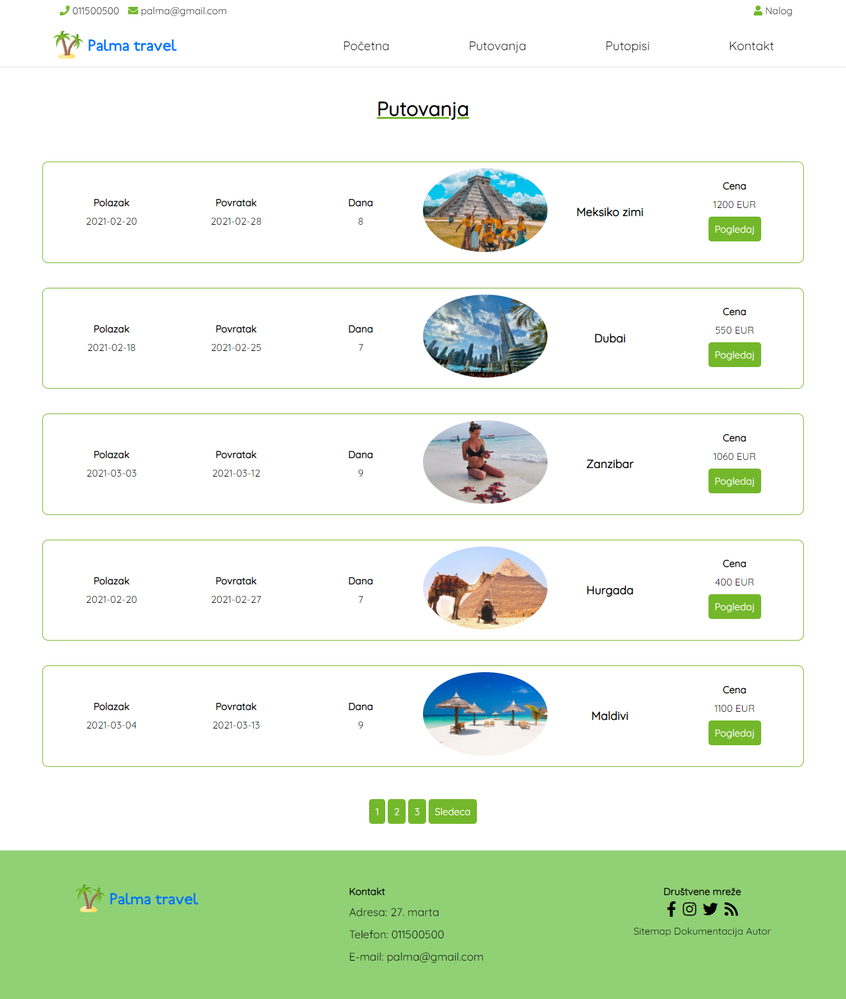 011500500 palma@gmail.com Nalog
Palma travel Početna Putovanja Putopisi Kontakt
Putovanja
Polazak Povratak Dana Cena
2021-02-20 2021-02-28 8 Meksiko zimi 1200 EUR
Pogledaj
Polazak Povratak Dana Cena
2021-02-18 2021-02-25 7 Dubai 550 EUR
Pogledaj
Polazak Povratak Dana Cena
2021-03-03 2021-03-12 9 Zanzibar 1060 EUR
Pogledaj
Polazak Povratak Dana Cena
2021-02-20 2021-02-27 7 Hurgada 400 EUR
Pogledaj
Polazak Povratak Dana Cena
2021-03-04 2021-03-13 9 Maldivi 1100 EUR
Pogledaj
1 2 3 Sledeca
Palma travel
Kontakt
Adresa: 27. marta
Telefon: 011500500
E-mail: palma@gmail.com
Društvene mreže
Sitemap Dokumentacija Autor